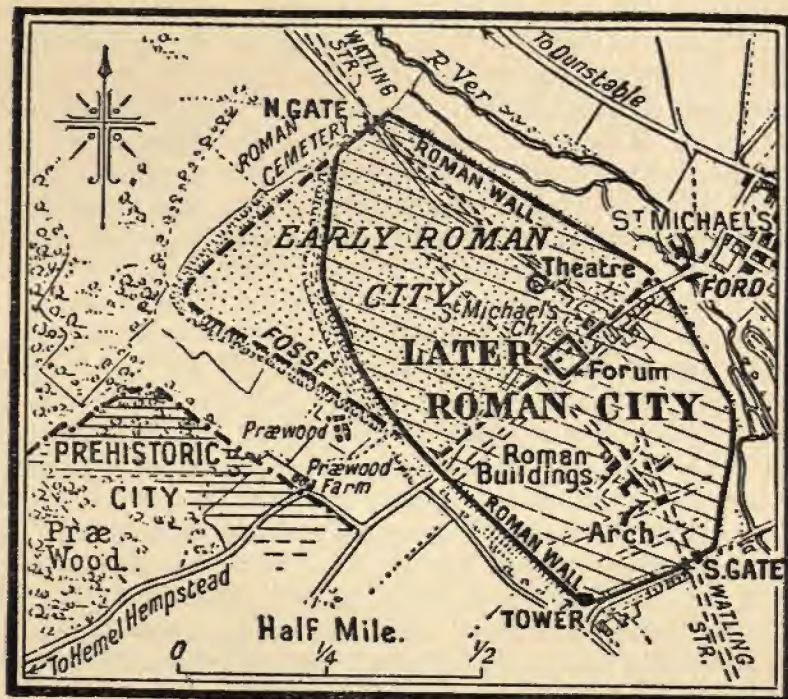 To Dunstable
WATLING
STR.
R. Ver
N. GATE
ROMAN
CEMETERY
ROMAN WALL
ST MICHAEL'S
EARLY ROMAN
CITY
Theatre
FORD
St Michael's
Ch.
FOSSE
LATER
Forum
ROMAN CITY
Præwood
PREHISTORIC
CITY
Præwood
Farm
Roman
Buildings
Arch
Præ
Wood
ROMAN WALL
S. GATE
To Hemel Hempstead
Half Mile.
TOWER
WATLING
STR.
0 1/4 1/2